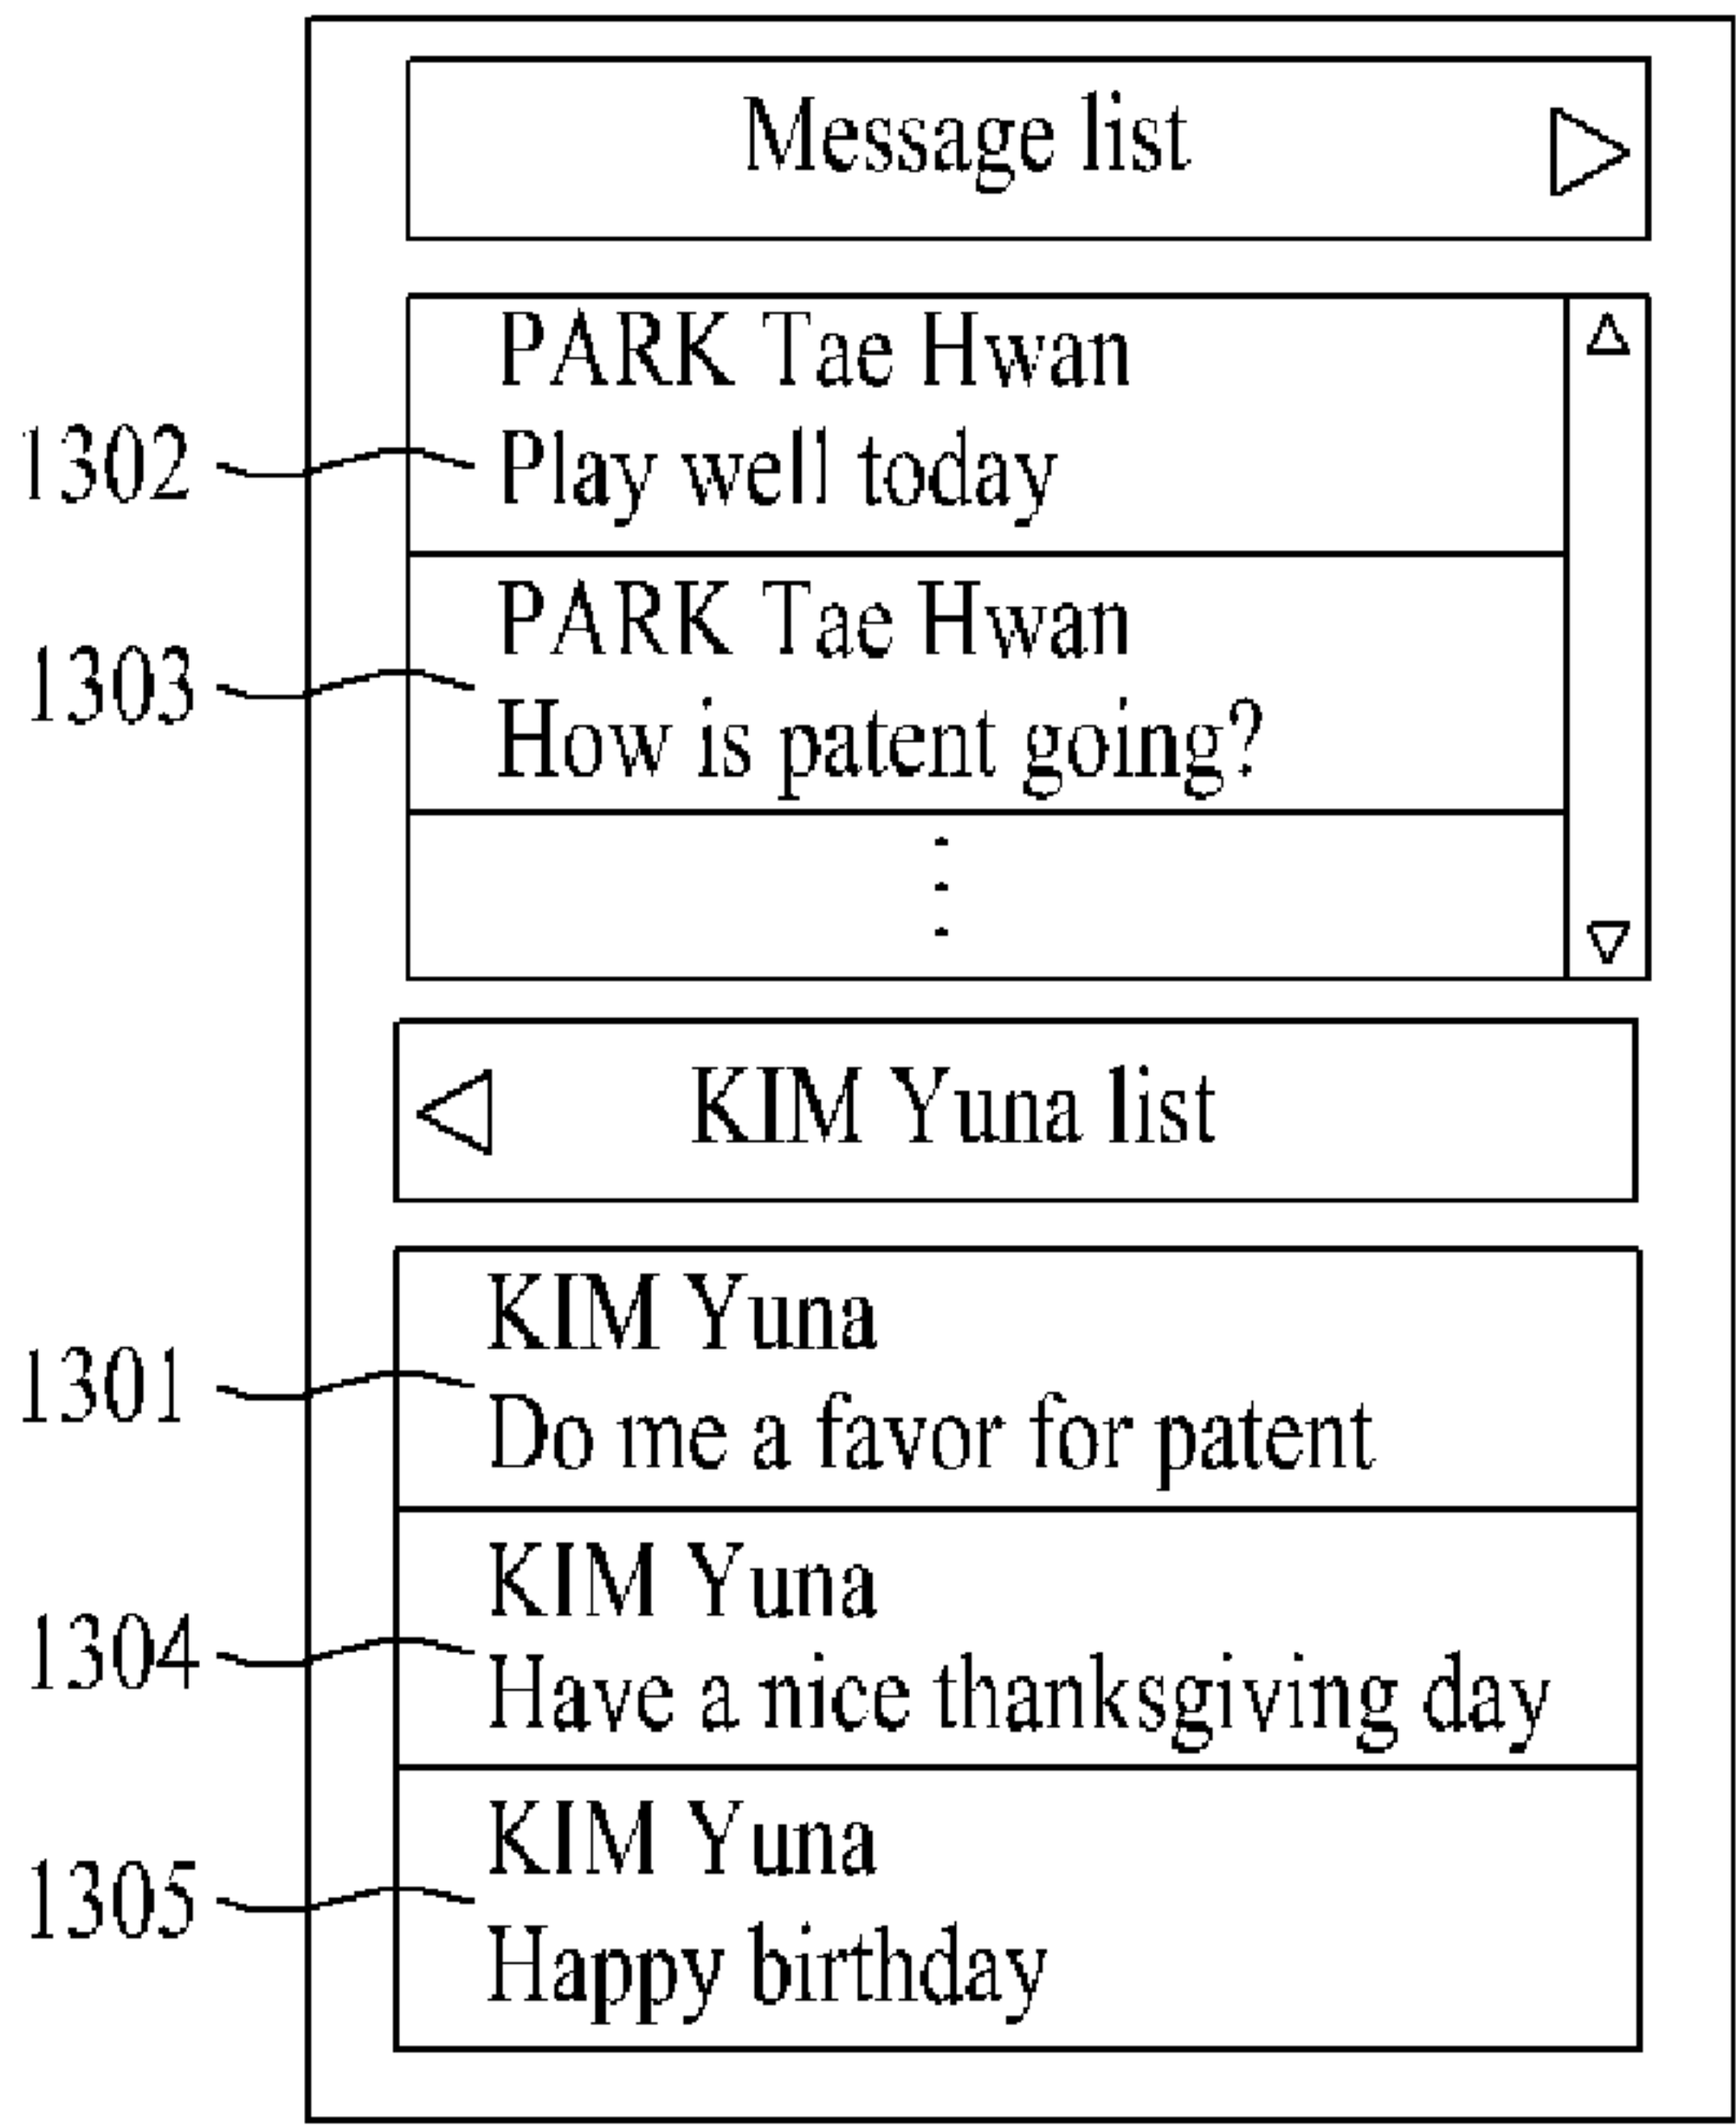 Message list
PARK Tae Hwan
1302
Play well today
PARK Tae Hwan
1303
How is patent going?
KIM Yuna list
KIM Yuna
1301
Do me a favor for patent
KIM Yuna
1304
Have a nice thanksgiving day
KIM Yuna
1305
Happy birthday